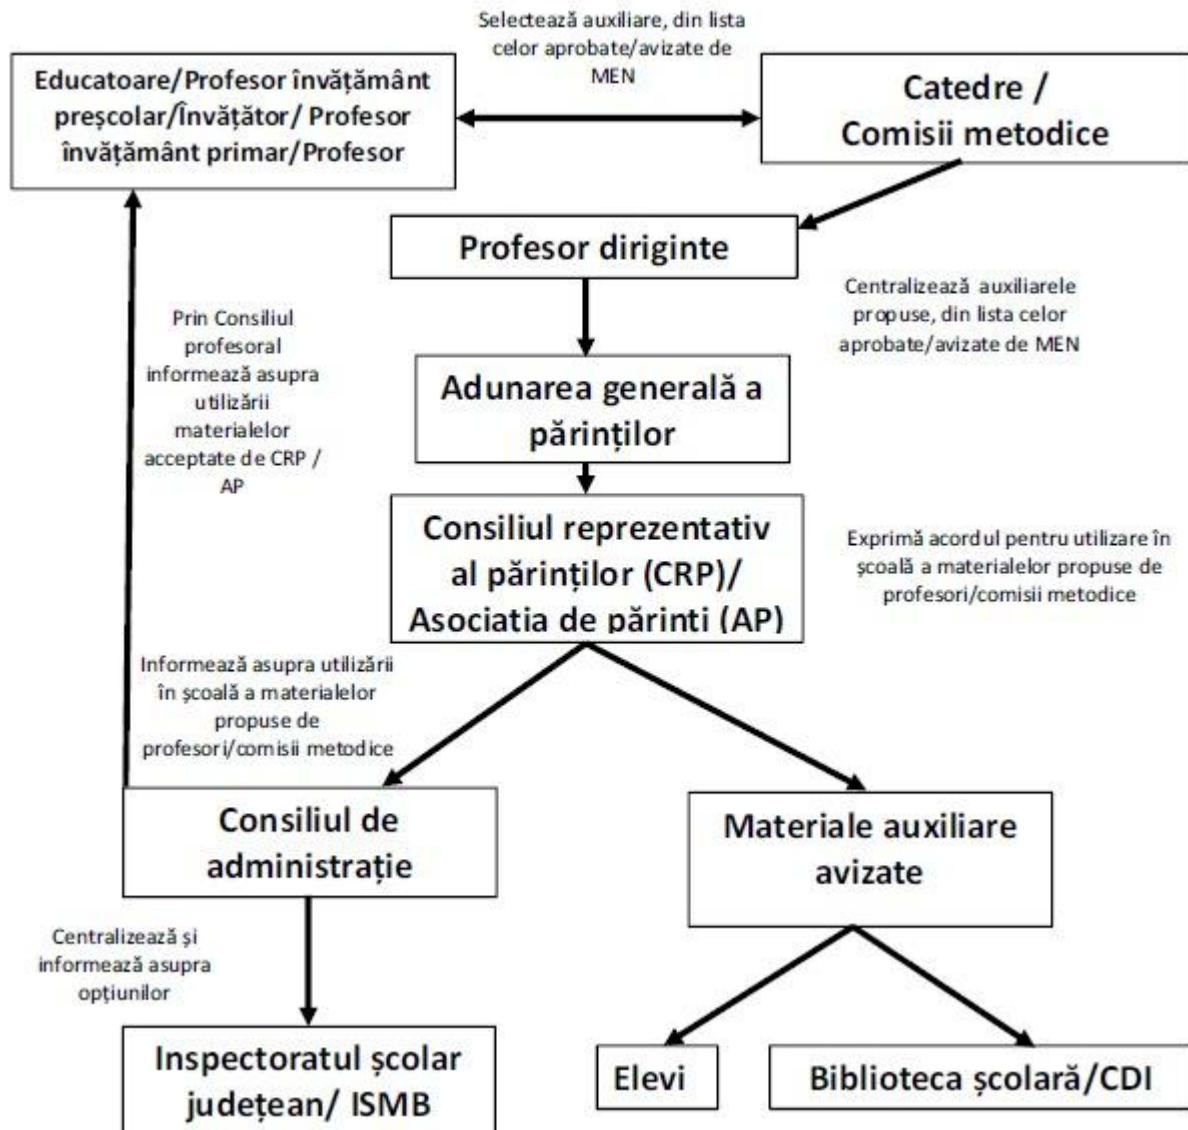 Selectează auxiliare, din lista
celor aprobate/avizate de
MEN
Educatoare/Profesor învățământ
preșcolar/Învățător/ Profesor
învățământ primar/Profesor
Catedre /
Comisii metodice
Profesor diriginte
Centralizează auxiliarele
propuse, din lista celor
aprobate/avizate de MEN
Prin Consiliul
profesoral
informează asupra
utilizării
materialelor
acceptate de CRP /
AP
Adunarea generală a
părinților
Consiliul reprezentativ
al părinților (CRP)/
Asociatia de părinti (AP)
Exprimă acordul pentru utilizare în
școală a materialelor propuse de
profesori/comisii metodice
Informează asupra utilizării
în școală a materialelor
propuse de
profesori/comisii metodice
Consiliul de
administrație
Materiale auxiliare
avizate
Centralizează și
informează asupra
opțiunilor
Inspectoratul școlar
județean/ ISMB
Elevi
Biblioteca școlară/CDI